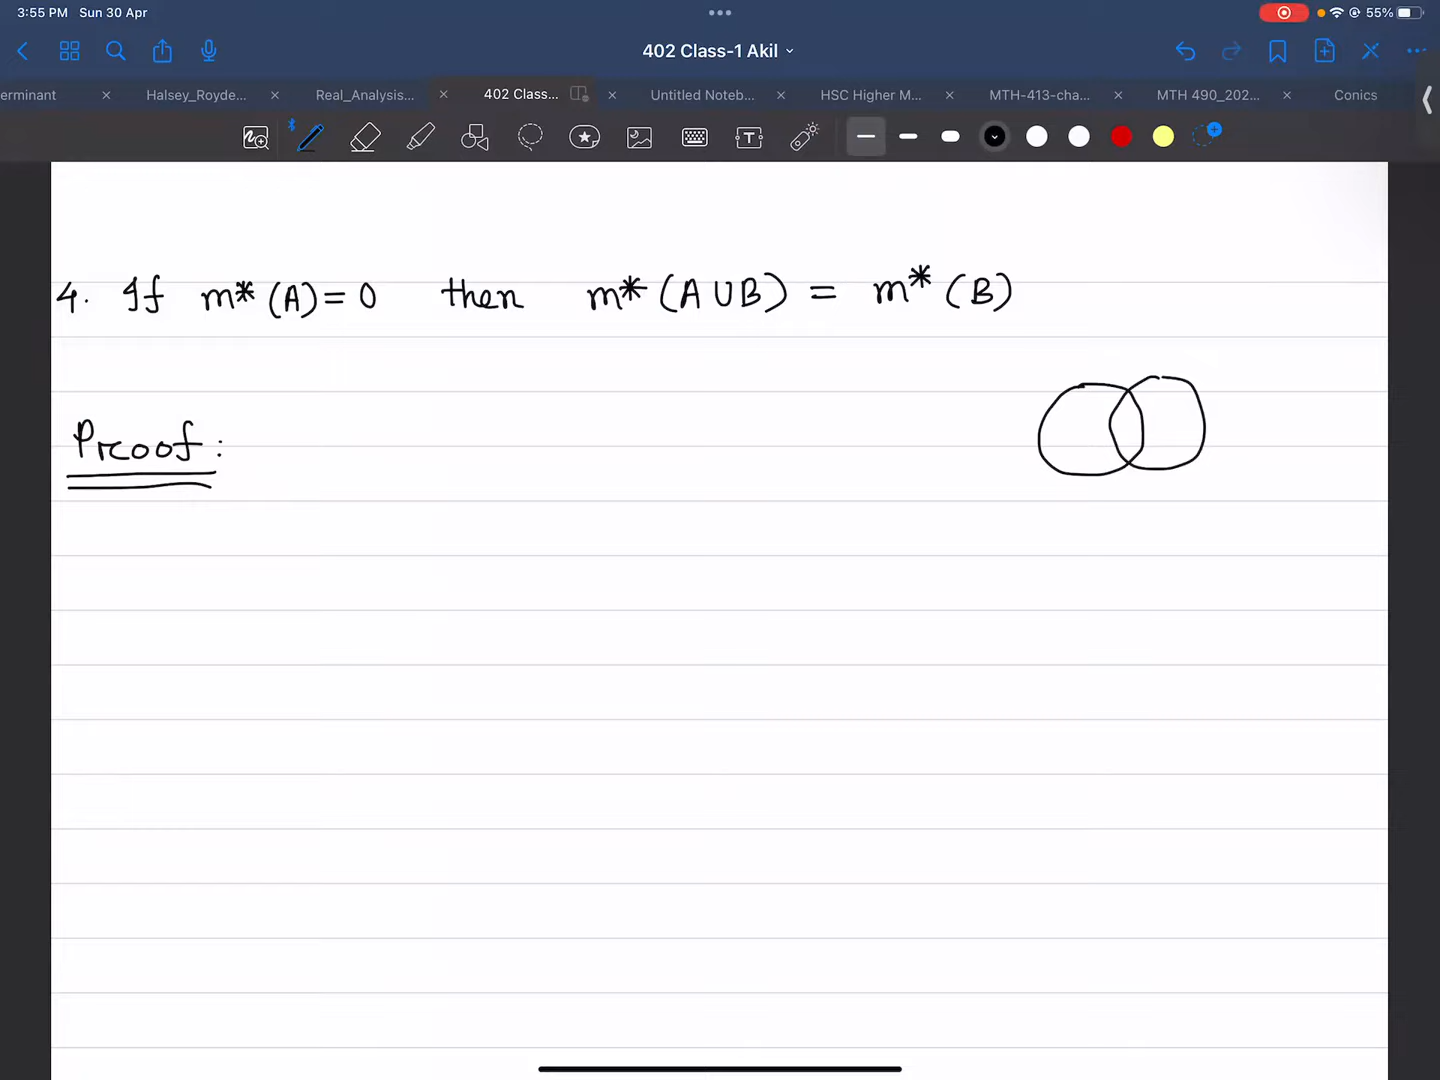 3:55 PM Sun 30 Apr
55%
402 Class-1 Akil
erminant
Halsey_Royde...
Real_Analysis...
402 Class...
Untitled Noteb...
HSC Higher M...
MTH-413-cha...
MTH 490_202...
Conics
4. If m*(A)=0 then m*(A∪B) = m*(B)
Proof: